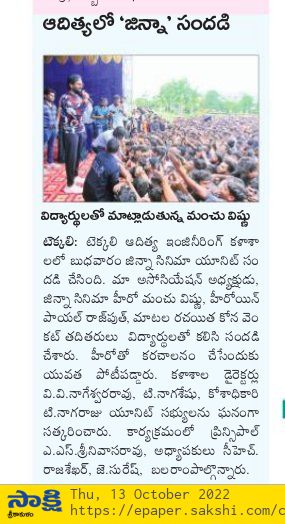 ఆదిత్యలో ‘జిన్నా’ సందడి
విద్యార్థులతో మాట్లాడుతున్న మంచు విష్ణు
టెక్కలి: టెక్కలి ఆదిత్య ఇంజినీరింగ్ కళాశా
లలో బుధవారం జిన్నా సినిమా యూనిట్ సం
దడి చేసింది. మా అసోసియేషన్ అధ్యక్షుడు,
జిన్నా సినిమా హీరో మంచు విష్ణు, హీరోయిన్
పాయల్ రాజ్‌పుత్, మాటల రచయిత కోన వెం
కట్ తదితరులు విద్యార్థులతో కలిసి సందడి
చేశారు. హీరోతో కరచాలనం చేసేందుకు
యువత పోటీపడ్డారు. కళాశాల డైరెక్టర్లు
వి.వి.నాగేశ్వరరావు, టి.నాగశేషు, కోశాధికారి
టి.నాగరాజు యూనిట్ సభ్యులను ఘనంగా
సత్కరించారు. కార్యక్రమంలో ప్రిన్సిపాల్
ఎ.ఎస్.శ్రీనివాసరావు, అధ్యాపకులు సీహెచ్.
రాజశేఖర్, జె.సురేష్, బలరాంపాల్గొన్నారు.
సాక్షి
శ్రీకాకుళం
Thu, 13 October 2022
https://epaper.sakshi.com/c